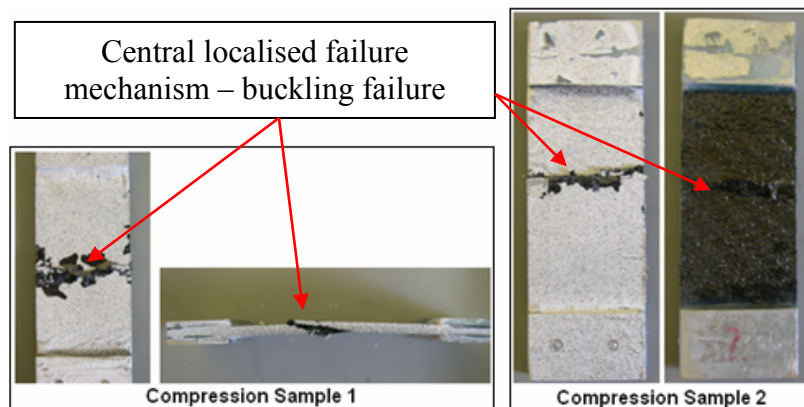 Central localised failure
mechanism – buckling failure
Compression Sample 1
Compression Sample 2
?